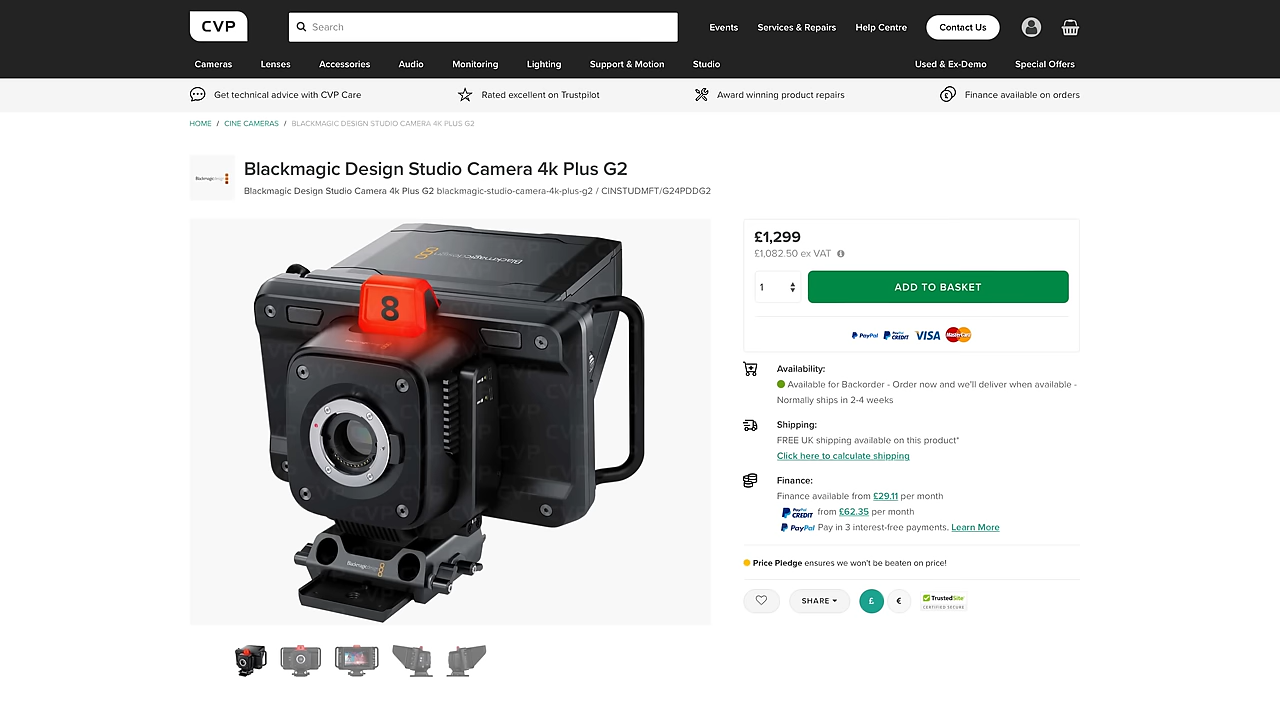 CVP
Search
Events
Services & Repairs
Help Centre
Contact Us
Cameras
Lenses
Accessories
Audio
Monitoring
Lighting
Support & Motion
Studio
Used & Ex-Demo
Special Offers
Get technical advice with CVP Care
Rated excellent on Trustpilot
Award winning product repairs
Finance available on orders
HOME / CINE CAMERAS / BLACKMAGIC DESIGN STUDIO CAMERA 4K PLUS G2
Blackmagicdesign
Blackmagic Design Studio Camera 4k Plus G2
Blackmagic Design Studio Camera 4k Plus G2 blackmagic-studio-camera-4k-plus-g2 / CINSTUDMFT/G24PDDG2
Blackmagicdesign
8
CVP
Blackmagicdesign
£1,299
£1,082.50 ex VAT
1
ADD TO BASKET
PayPal
PayPal CREDIT
VISA
MasterCard
Availability:
Available for Backorder - Order now and we'll deliver when available -
Normally ships in 2-4 weeks
Shipping:
FREE UK shipping available on this product*
Click here to calculate shipping
Finance:
Finance available from £29.11 per month
PayPal CREDIT from £62.35 per month
PayPal Pay in 3 interest-free payments. Learn More
Price Pledge ensures we won't be beaten on price!
SHARE
£
€
TrustedSite
CERTIFIED SECURE